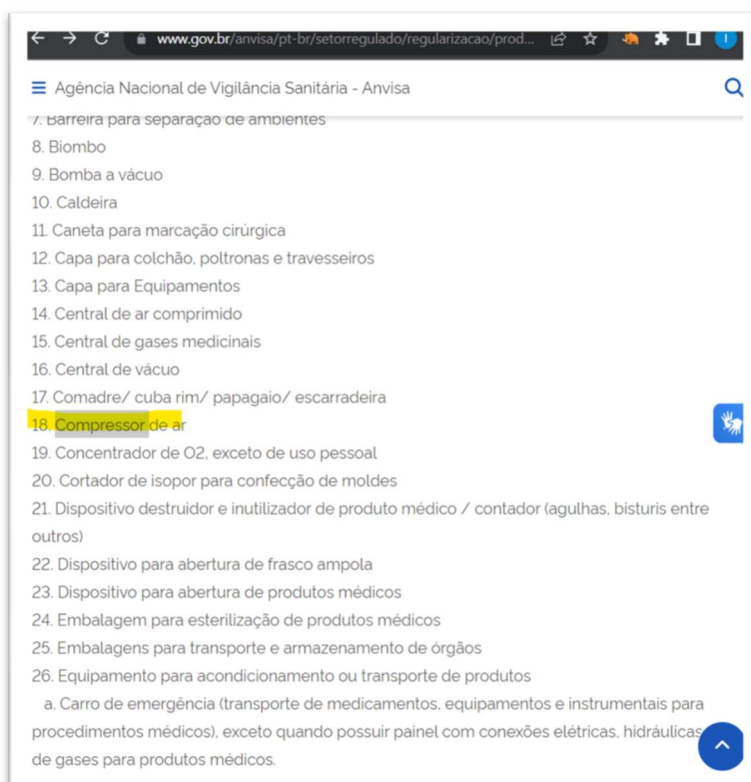 www.gov.br/anvisa/pt-br/setorregulado/regularizacao/prod...
Agência Nacional de Vigilância Sanitária - Anvisa
7. Barreira para separação de ambientes
8. Biombo
9. Bomba a vácuo
10. Caldeira
11. Caneta para marcação cirúrgica
12. Capa para colchão, poltronas e travesseiros
13. Capa para Equipamentos
14. Central de ar comprimido
15. Central de gases medicinais
16. Central de vácuo
17. Comadre/ cuba rim/ papagaio/ escarradeira
18. Compressor de ar
19. Concentrador de O2, exceto de uso pessoal
20. Cortador de isopor para confecção de moldes
21. Dispositivo destruidor e inutilizador de produto médico / contador (agulhas, bisturis entre
outros)
22. Dispositivo para abertura de frasco ampola
23. Dispositivo para abertura de produtos médicos
24. Embalagem para esterilização de produtos médicos
25. Embalagens para transporte e armazenamento de órgãos
26. Equipamento para acondicionamento ou transporte de produtos
a. Carro de emergência (transporte de medicamentos, equipamentos e instrumentais para
procedimentos médicos), exceto quando possuir painel com conexões elétricas, hidráulicas
de gases para produtos médicos.